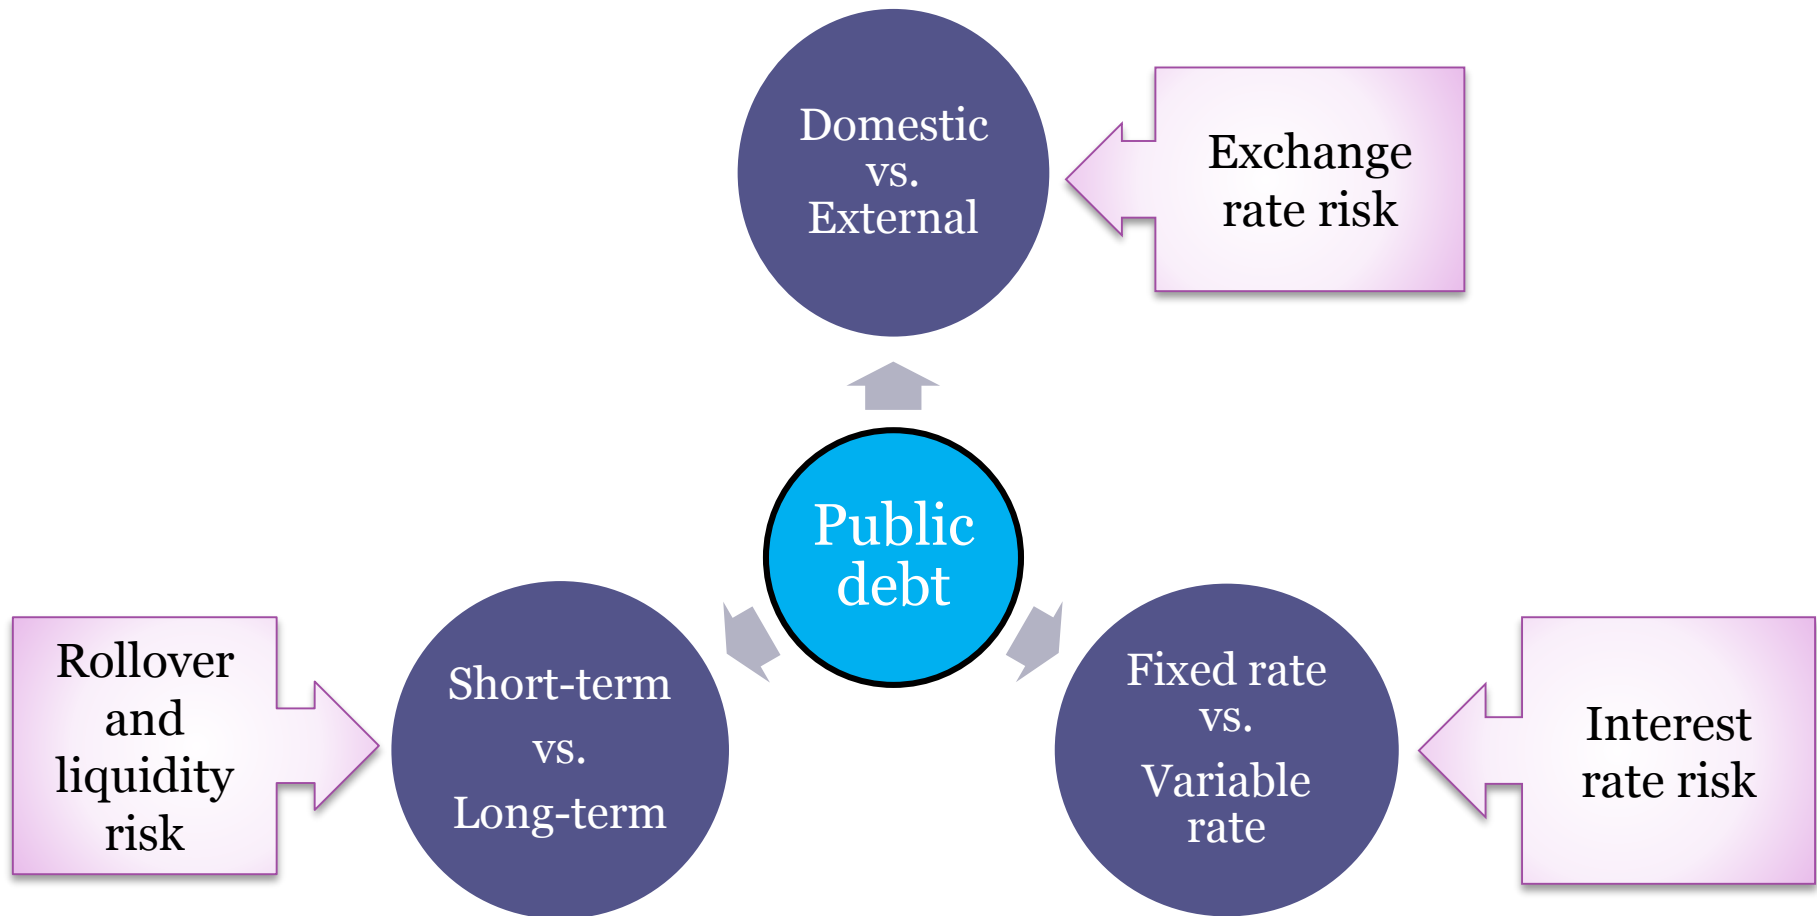 Domestic
vs.
External
Exchange
rate risk
Public
debt
Rollover
and
liquidity
risk
Short-term
vs.
Long-term
Fixed rate
vs.
Variable
rate
Interest
rate risk